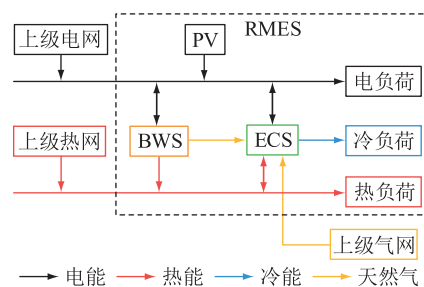 RMES
上级电网
PV
电负荷
BWS
ECS
冷负荷
上级热网
热负荷
上级气网
电能 热能 冷能 天然气